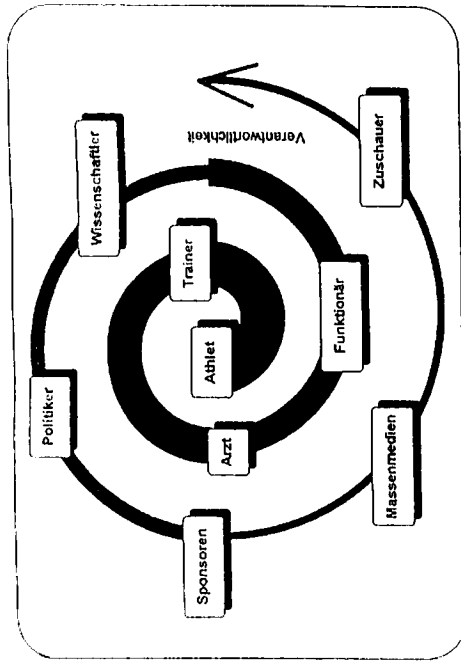 Athlet
Trainer
Arzt
Funktionär
Verantwortlichkeit
Wissenschaftler
Politiker
Sponsoren
Massenmedien
Zuschauer